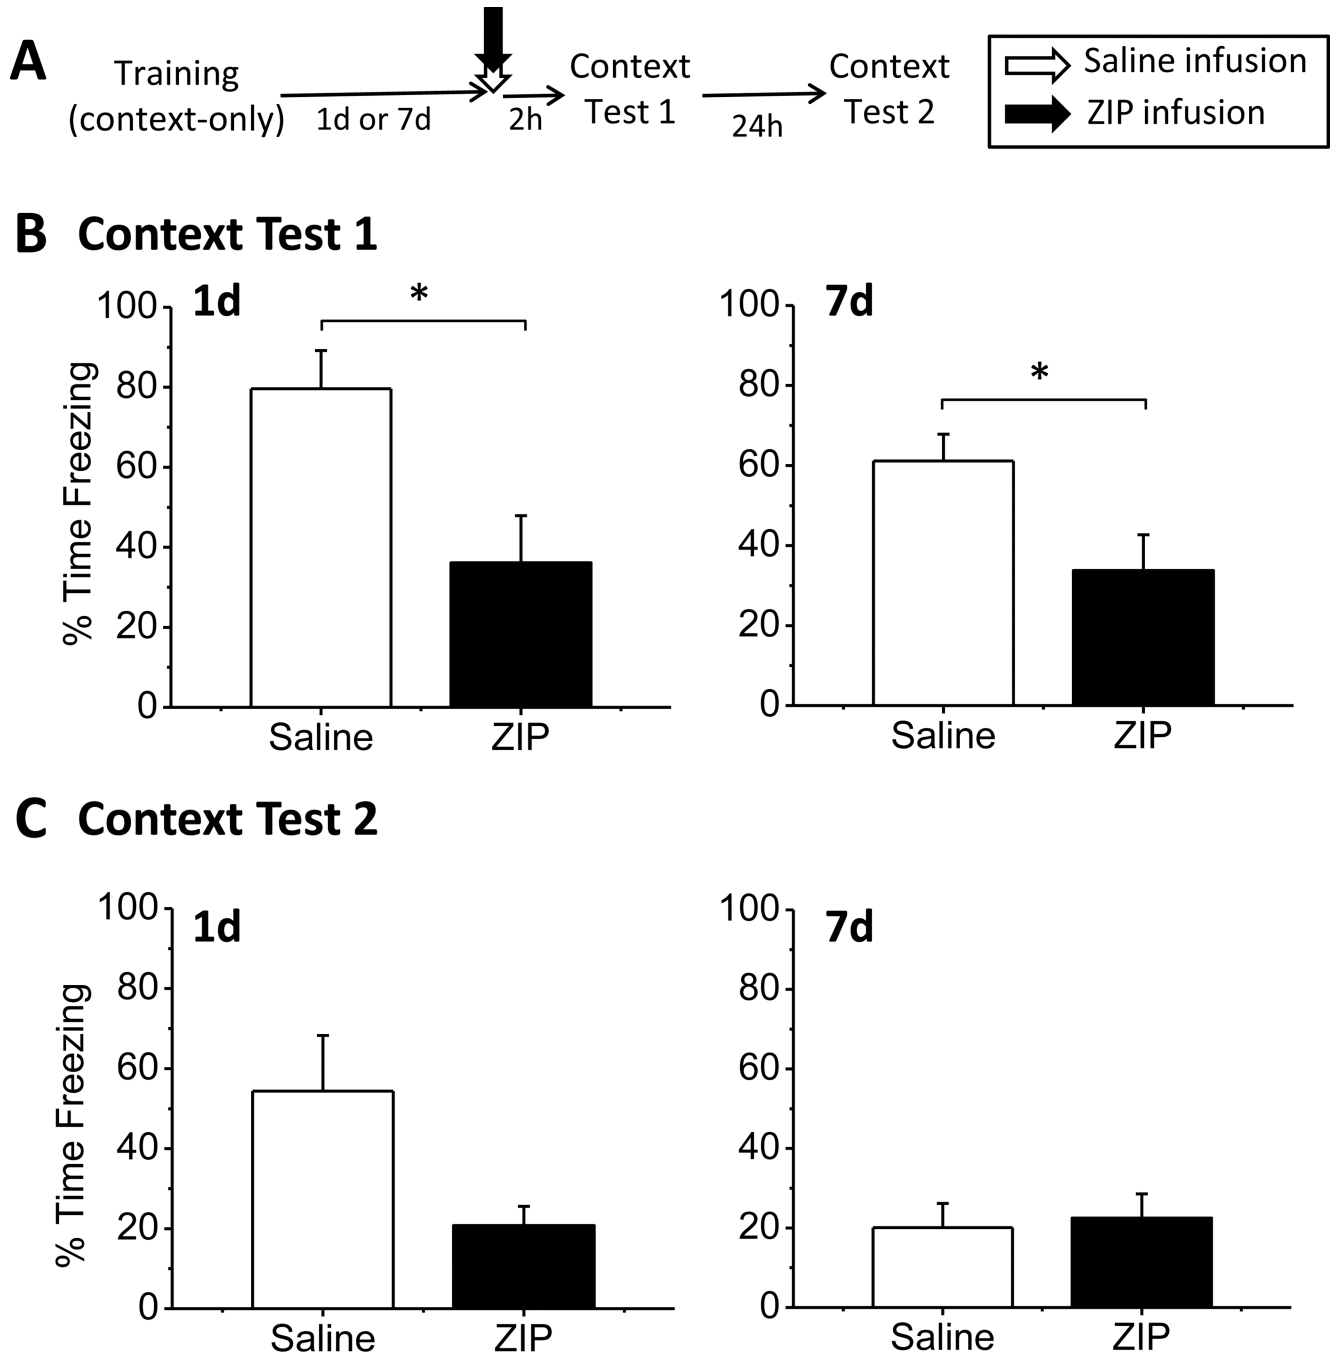 A
Training
(context-only)
1d or 7d
2h
Context
Test 1
24h
Context
Test 2
Saline infusion
ZIP infusion
B Context Test 1
1d
*
100
80
60
40
20
0
% Time Freezing
Saline ZIP
7d
*
100
80
60
40
20
0
Saline ZIP
C Context Test 2
1d
100
80
60
40
20
0
% Time Freezing
Saline ZIP
7d
100
80
60
40
20
0
Saline ZIP